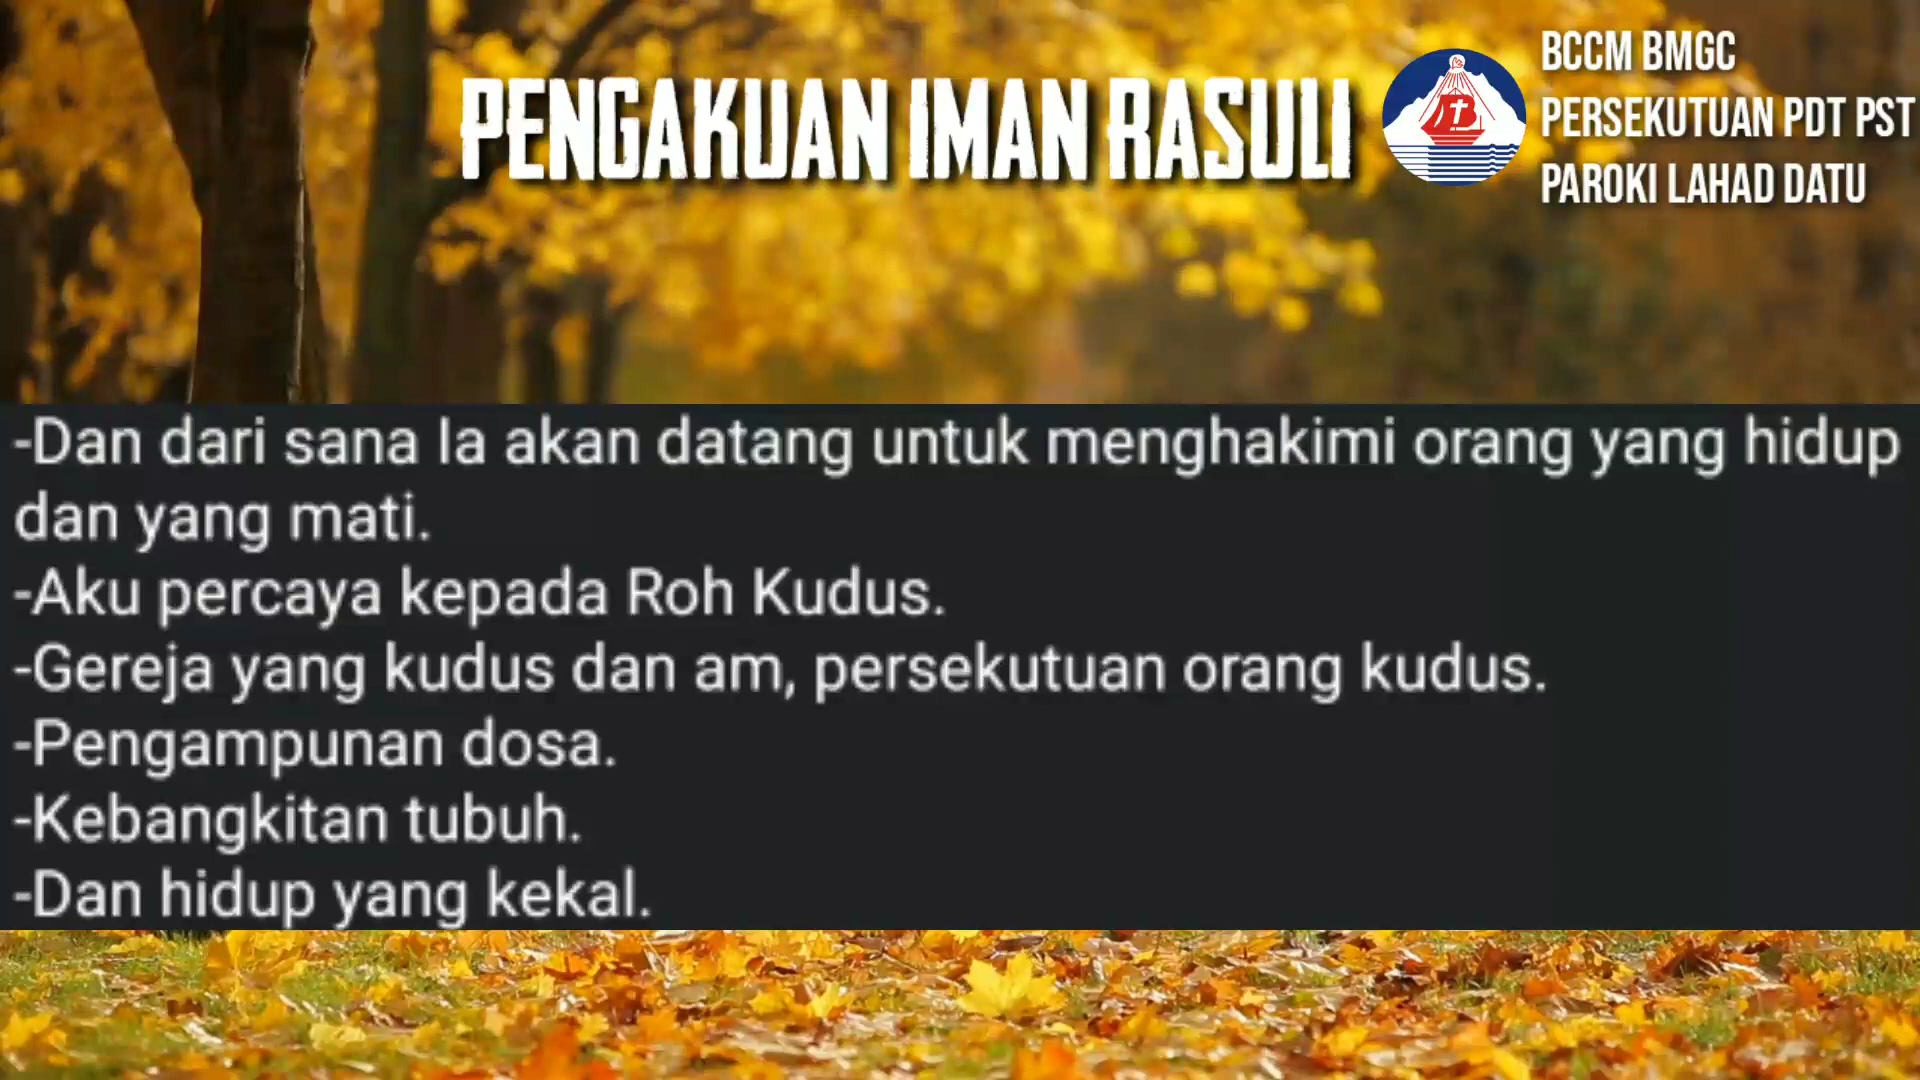 PENGAKUAN IMAN RASULI
BCCM BMGC
PERSEKUTUAN PDT PST
PAROKI LAHAD DATU
-Dan dari sana Ia akan datang untuk menghakimi orang yang hidup
dan yang mati.
-Aku percaya kepada Roh Kudus.
-Gereja yang kudus dan am, persekutuan orang kudus.
-Pengampunan dosa.
-Kebangkitan tubuh.
-Dan hidup yang kekal.